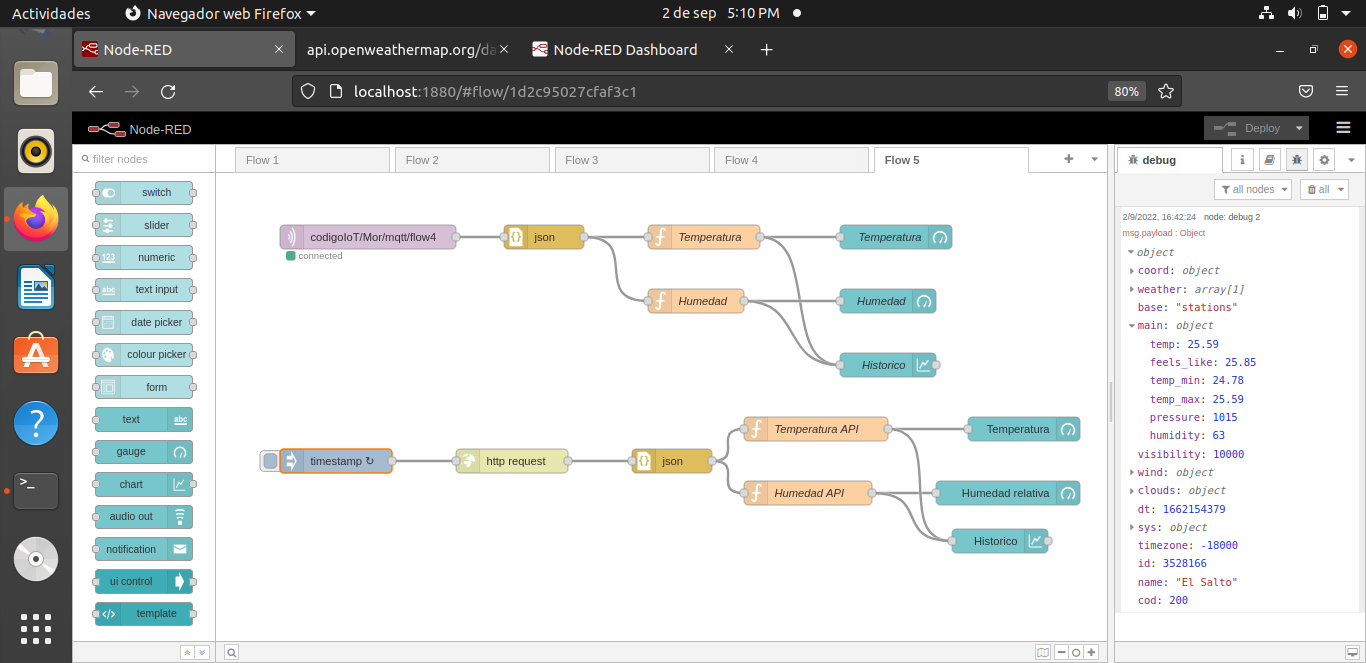 Actividades
Navegador web Firefox
2 de sep 5:10 PM
Node-RED
api.openweathermap.org/da
Node-RED Dashboard
localhost:1880/#flow/1d2c95027cfaf3c1
80%
Node-RED
Deploy
filter nodes
switch
slider
numeric
text input
date picker
colour picker
form
text
gauge
chart
audio out
notification
ui control
template
Flow 1
Flow 2
Flow 3
Flow 4
Flow 5
codigoIoT/Mor/mqtt/flow4
connected
json
Temperatura
Temperatura
Humedad
Humedad
Historico
timestamp ↻
http request
json
Temperatura API
Temperatura
Humedad API
Humedad relativa
Historico
debug
all nodes
all
2/9/2022, 16:42:24 node: debug 2
msg.payload : Object
object
coord: object
weather: array[1]
base: "stations"
main: object
temp: 25.59
feels_like: 25.85
temp_min: 24.78
temp_max: 25.59
pressure: 1015
humidity: 63
visibility: 10000
wind: object
clouds: object
dt: 1662154379
sys: object
timezone: -18000
id: 3528166
name: "El Salto"
cod: 200